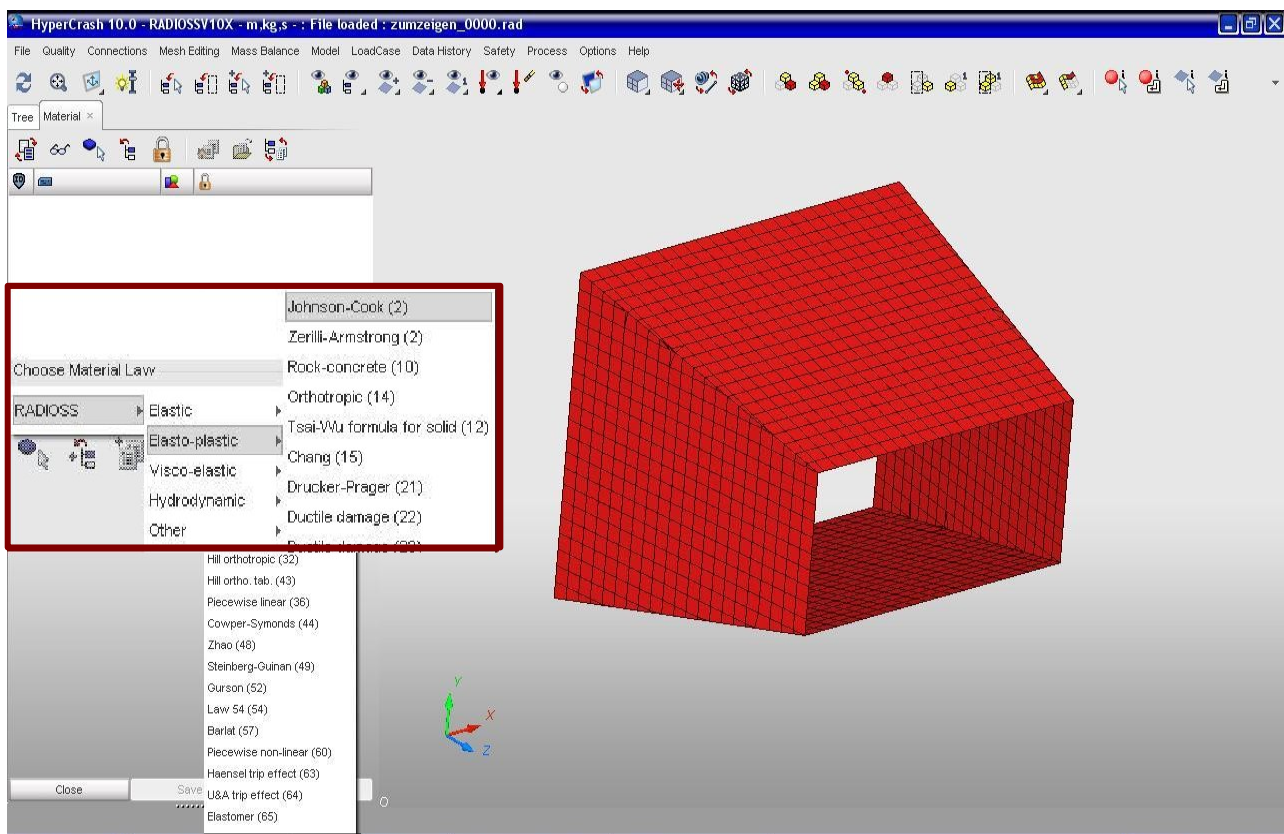 HyperCrash 10.0 - RADIOSSV10X - m,kg,s - : File loaded : zumzeigen_0000.rad
File Quality Connections Mesh Editing Mass Balance Model LoadCase Data History Safety Process Options Help
Tree Material
Choose Material Law
RADIOSS
Elastic
Elasto-plastic
Visco-elastic
Hydrodynamic
Other
Johnson-Cook (2)
Zerilli-Armstrong (2)
Rock-concrete (10)
Orthotropic (14)
Tsai-Wu formula for solid (12)
Chang (15)
Drucker-Prager (21)
Ductile damage (22)
Hill orthotropic (32)
Hill ortho. tab. (43)
Piecewise linear (36)
Cowper-Symonds (44)
Zhao (48)
Steinberg-Guinan (49)
Gurson (52)
Law 54 (54)
Barlat (57)
Piecewise non-linear (60)
Haensel trip effect (63)
U&A trip effect (64)
Elastomer (65)
Close
Save
Y
X
Z